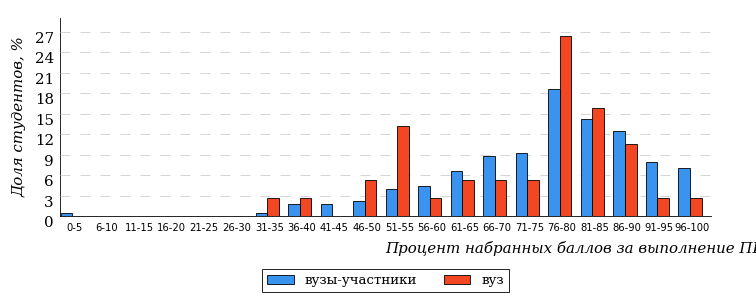 Доля студентов, %
27
24
21
18
15
12
9
6
3
0
0-5 6-10 11-15 16-20 21-25 26-30 31-35 36-40 41-45 46-50 51-55 56-60 61-65 66-70 71-75 76-80 81-85 86-90 91-95 96-100
Процент набранных баллов за выполнение
вузы-участники вуз